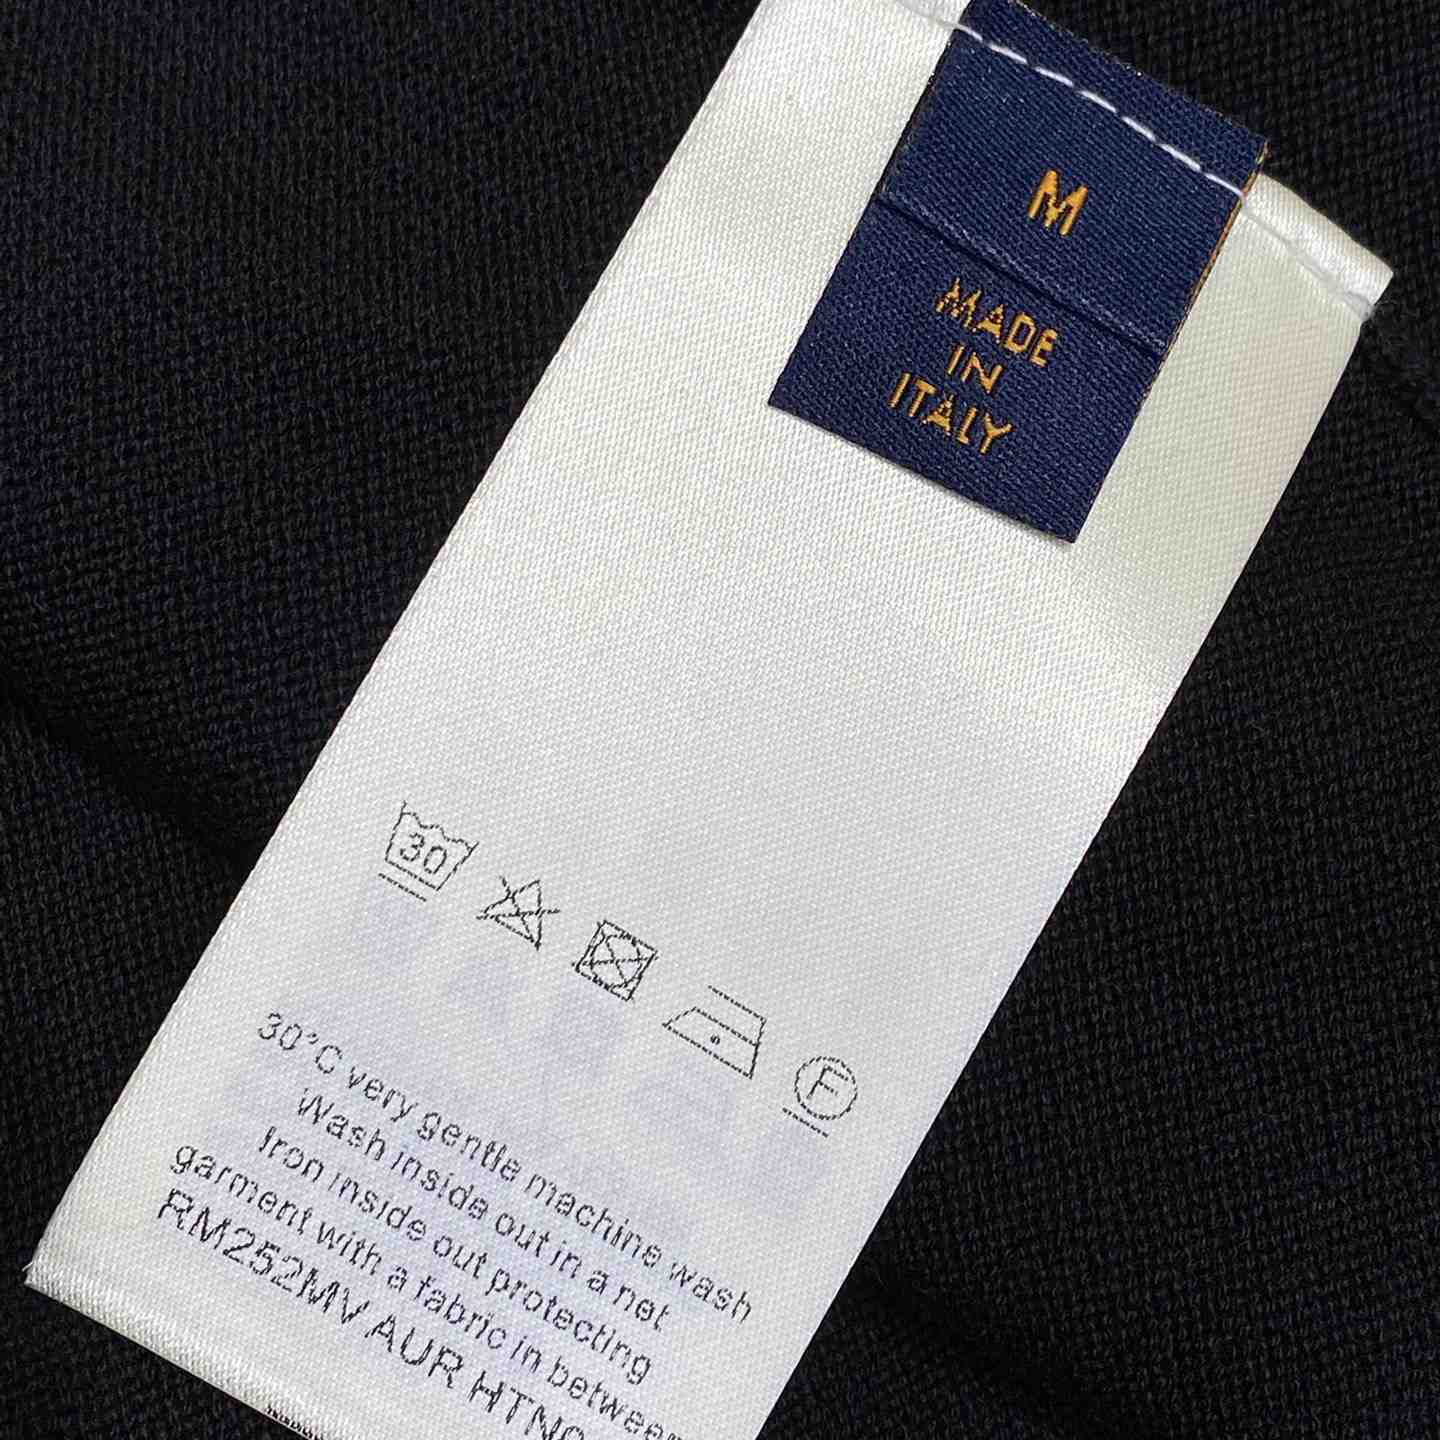 M
MADE
IN
ITALY
30
F
30°C very gentle machine wash
Wash inside out in a net
Iron inside out protecting
garment with a fabric in between
RM252MV AUR HTN